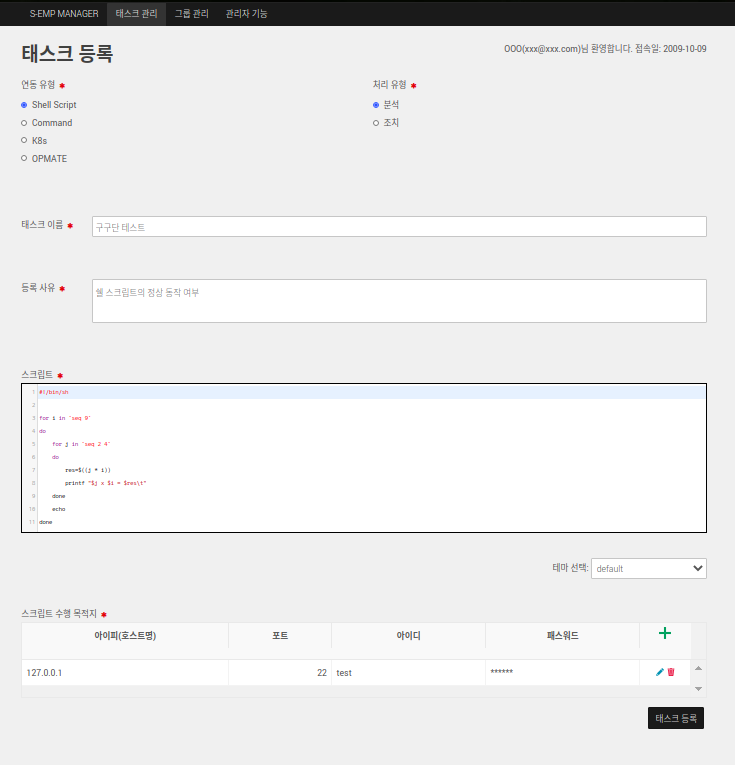 S-EMP MANAGER 태스크 관리 그룹 관리 관리자 기능
태스크 등록
OOO(xxx@xxx.com)님 환영합니다. 접속일: 2009-10-09
연동 유형 *
Shell Script
Command
K8s
OPMATE
처리 유형 *
분석
조치
태스크 이름 *
구구단 테스트
등록 사유 *
쉘 스크립트의 정상 동작 여부
스크립트 *
1 #!/bin/sh
2
3 for i in `seq 9`
4 do
5 for j in `seq 2 4`
6 do
7 res=$((j * i))
8 printf "$j x $i = $res\t"
9 done
10 echo
11 done
테마 선택: default
스크립트 수행 목적지 *
아이피(호스트명) 포트 아이디 패스워드
127.0.0.1 22 test ******
태스크 등록